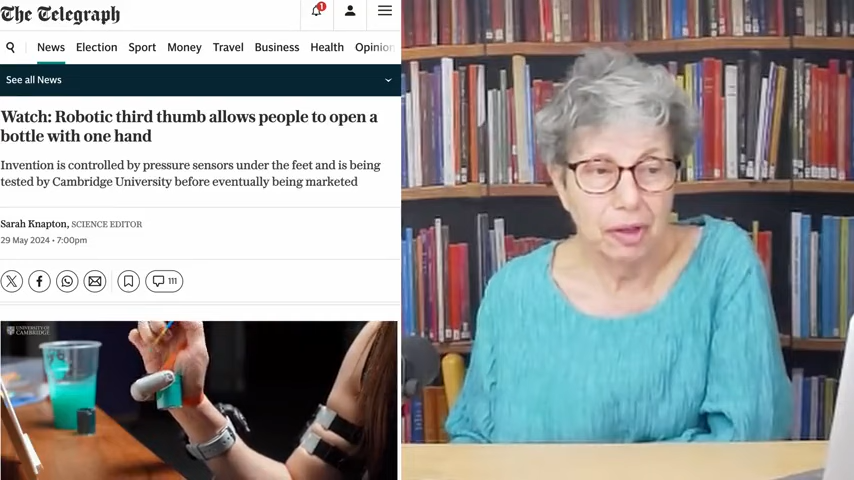 The Telegraph
1
News Election Sport Money Travel Business Health Opinion
See all News
Watch: Robotic third thumb allows people to open a
bottle with one hand
Invention is controlled by pressure sensors under the feet and is being
tested by Cambridge University before eventually being marketed
Sarah Knapton, SCIENCE EDITOR
29 May 2024 • 7:00pm
111
UNIVERSITY OF
CAMBRIDGE